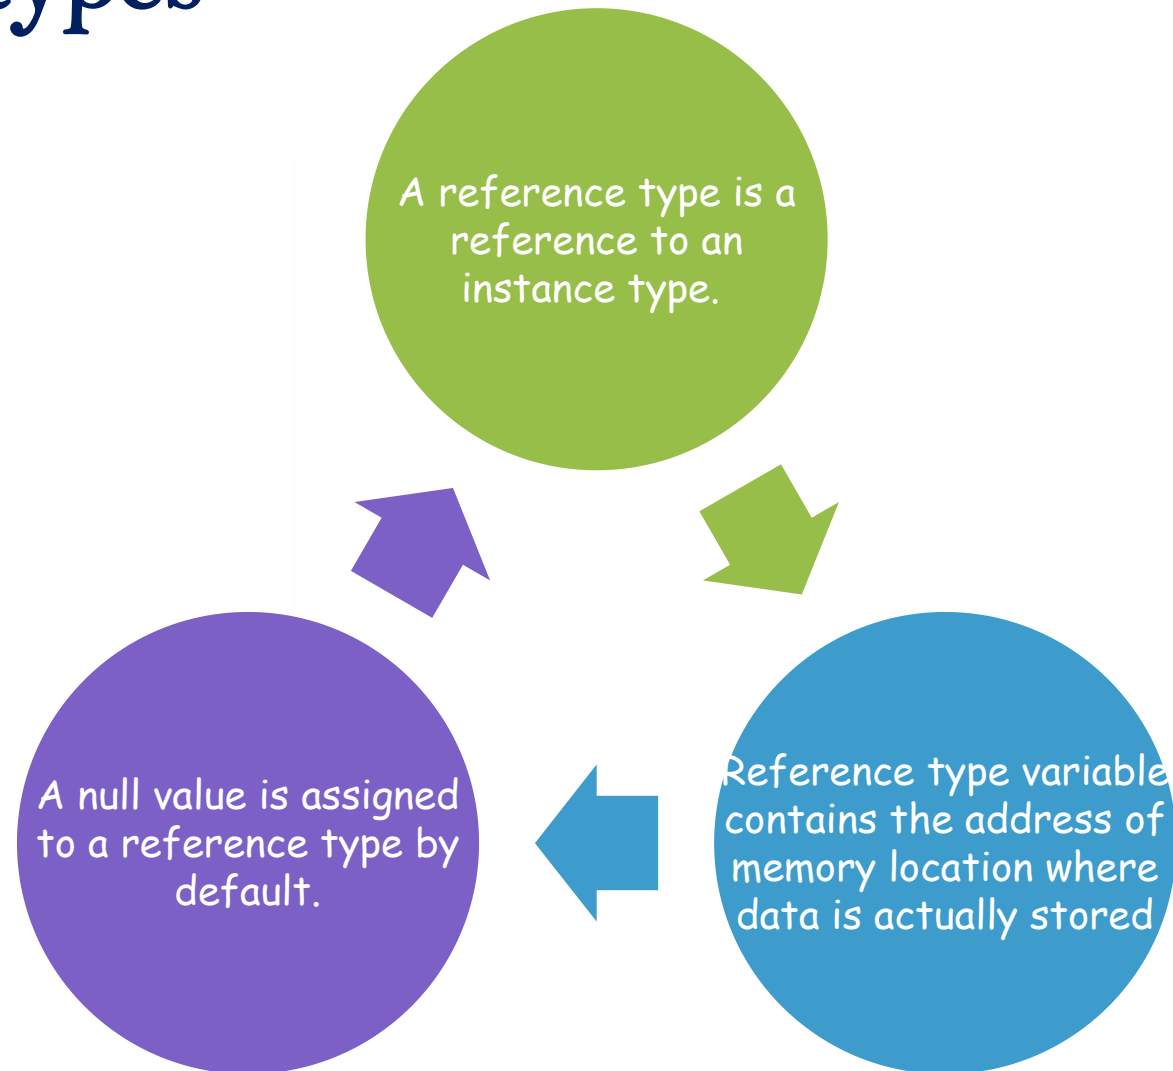 types
A reference type is a
reference to an
instance type.
Reference type variable
contains the address of
memory location where
data is actually stored
A null value is assigned
to a reference type by
default.